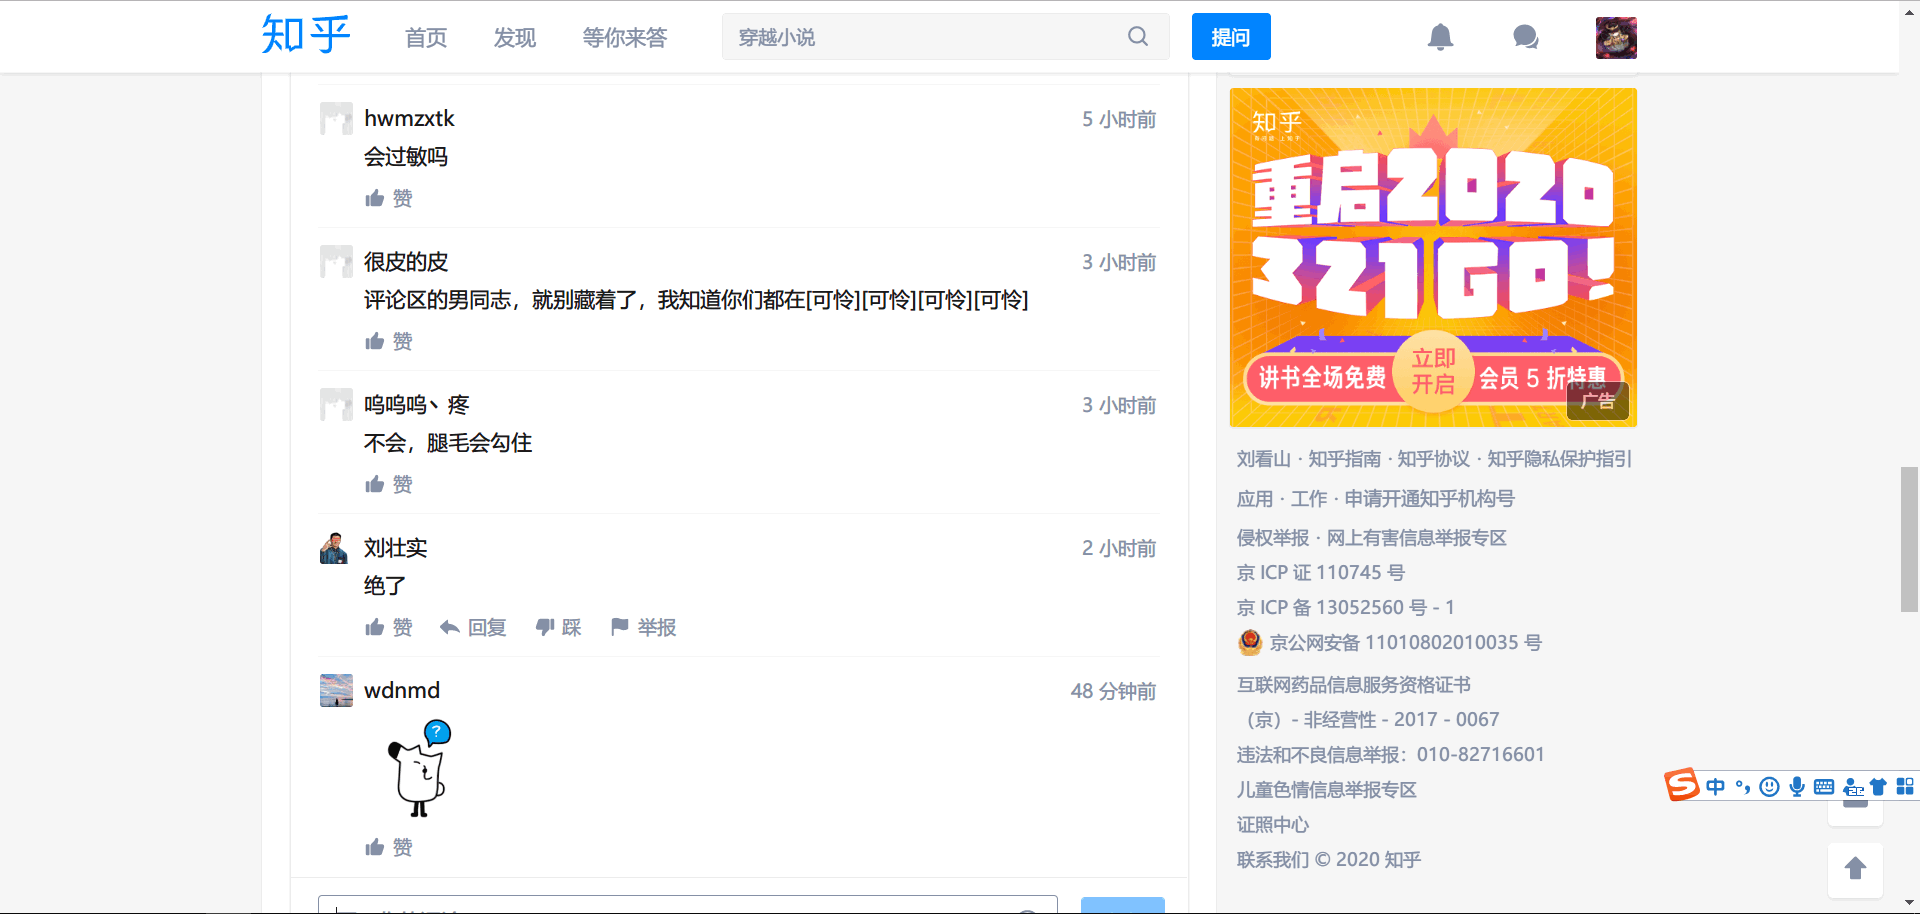 知乎 首页 发现 等你来答 穿越小说 提问
hwmzxtk 5 小时前
会过敏吗
赞
很皮的皮 3 小时前
评论区的男同志，就别藏着了，我知道你们都在[可怜][可怜][可怜][可怜]
赞
呜呜呜丶疼 3 小时前
不会，腿毛会勾住
赞
刘壮实 2 小时前
绝了
赞 回复 踩 举报
wdnmd 48 分钟前
?
赞
知乎
重启2020
321GO!
讲书全场免费 立即开启 会员 5 折特惠
广告
刘看山 · 知乎指南 · 知乎协议 · 知乎隐私保护指引
应用 · 工作 · 申请开通知乎机构号
侵权举报 · 网上有害信息举报专区
京 ICP 证 110745 号
京 ICP 备 13052560 号 - 1
京公网安备 11010802010035 号
互联网药品信息服务资格证书
（京）- 非经营性 - 2017 - 0067
违法和不良信息举报：010-82716601
儿童色情信息举报专区
证照中心
联系我们 © 2020 知乎
中